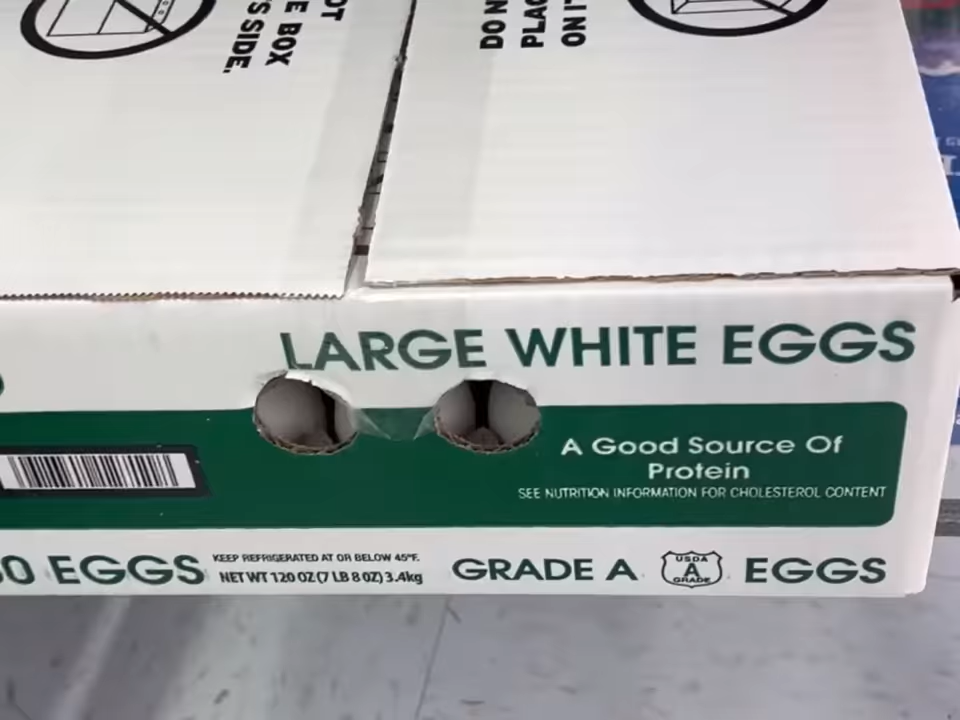 E BOX
S SIDE.
DO N
PLAC
ON IT
LARGE WHITE EGGS
A Good Source Of
Protein
SEE NUTRITION INFORMATION FOR CHOLESTEROL CONTENT
0 EGGS
KEEP REFRIGERATED AT OR BELOW 45°F.
NET WT 120 OZ (7 LB 8 OZ) 3.4kg
GRADE A
USDA
A
GRADE
EGGS